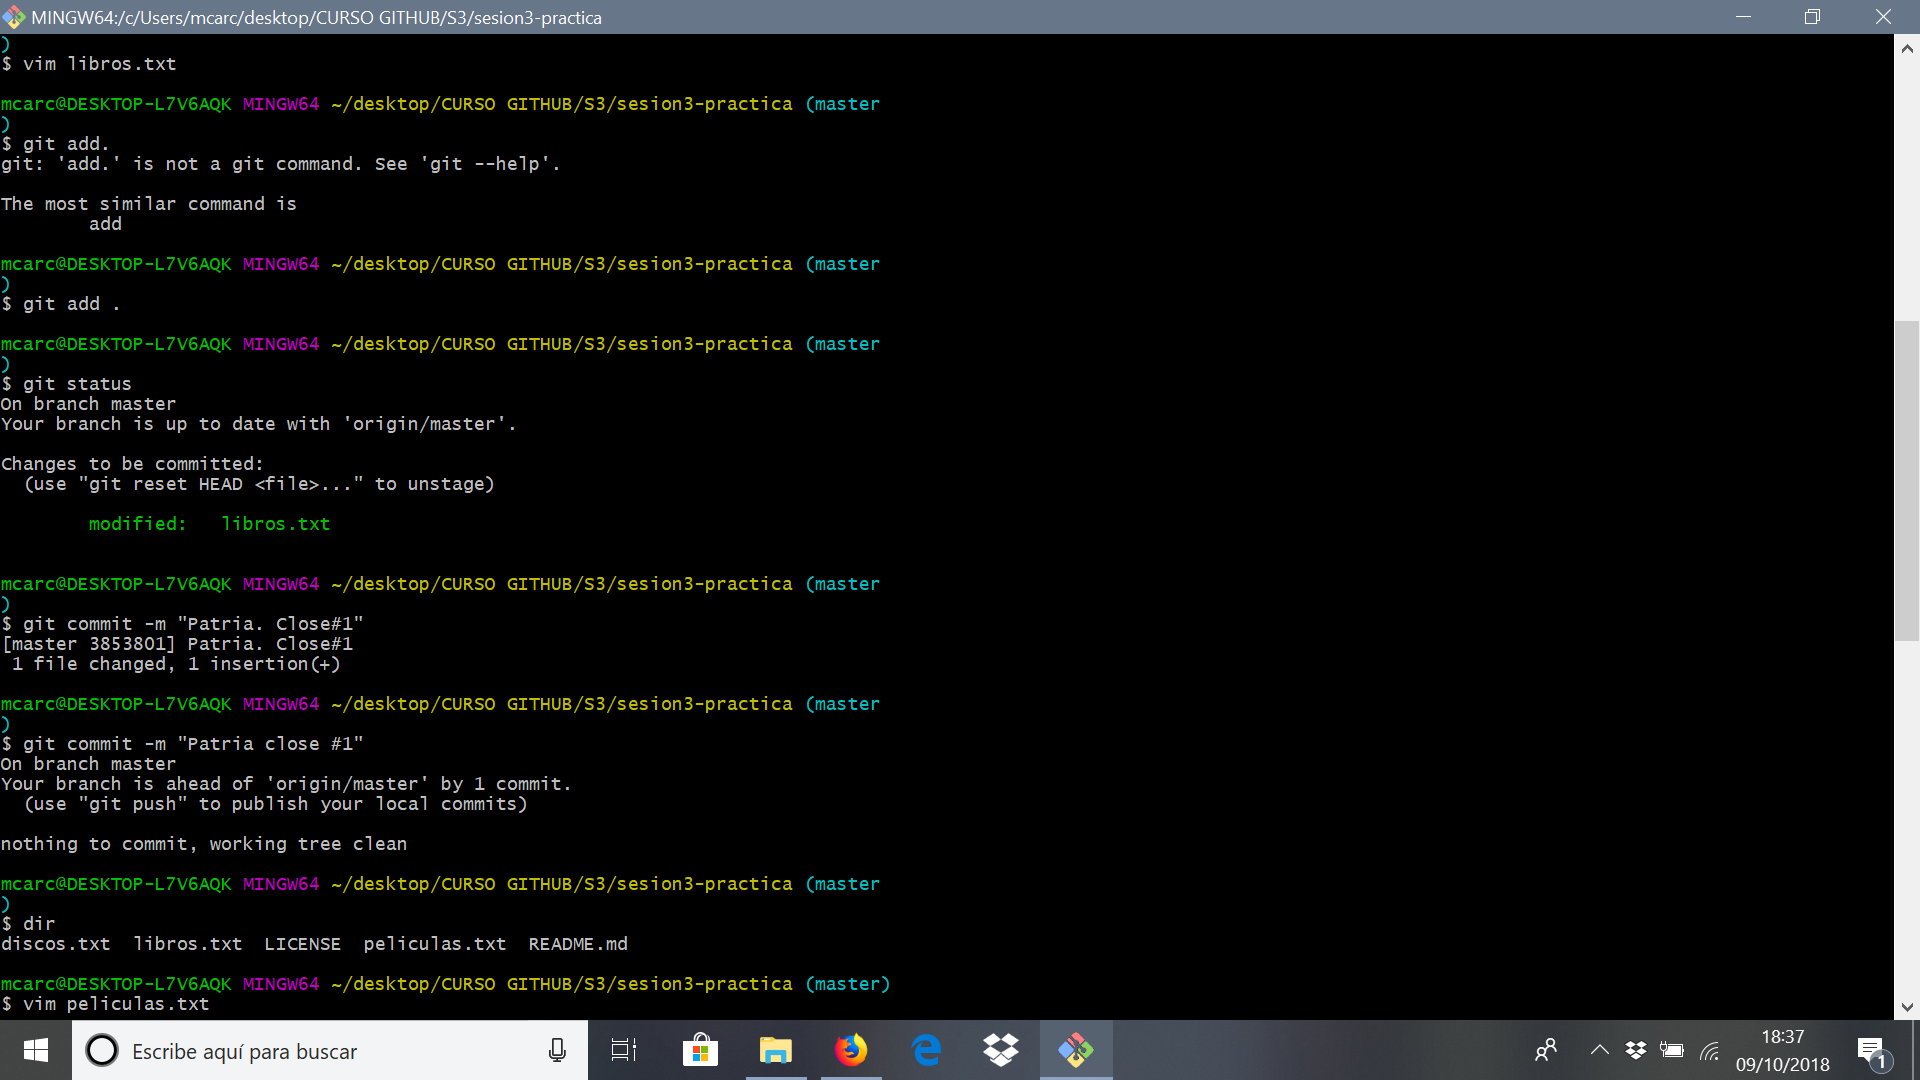 MINGW64:/c/Users/mcarc/desktop/CURSO GITHUB/S3/sesion3-practica
)
$ vim libros.txt
mcarc@DESKTOP-L7V6AQK MINGW64 ~/desktop/CURSO GITHUB/S3/sesion3-practica (master
)
$ git add.
git: 'add.' is not a git command. See 'git --help'.
The most similar command is
add
mcarc@DESKTOP-L7V6AQK MINGW64 ~/desktop/CURSO GITHUB/S3/sesion3-practica (master
)
$ git add .
mcarc@DESKTOP-L7V6AQK MINGW64 ~/desktop/CURSO GITHUB/S3/sesion3-practica (master
)
$ git status
On branch master
Your branch is up to date with 'origin/master'.
Changes to be committed:
(use "git reset HEAD <file>..." to unstage)
modified:   libros.txt
mcarc@DESKTOP-L7V6AQK MINGW64 ~/desktop/CURSO GITHUB/S3/sesion3-practica (master
)
$ git commit -m "Patria. Close#1"
[master 3853801] Patria. Close#1
1 file changed, 1 insertion(+)
mcarc@DESKTOP-L7V6AQK MINGW64 ~/desktop/CURSO GITHUB/S3/sesion3-practica (master
)
$ git commit -m "Patria close #1"
On branch master
Your branch is ahead of 'origin/master' by 1 commit.
(use "git push" to publish your local commits)
nothing to commit, working tree clean
mcarc@DESKTOP-L7V6AQK MINGW64 ~/desktop/CURSO GITHUB/S3/sesion3-practica (master
)
$ dir
discos.txt  libros.txt  LICENSE  peliculas.txt  README.md
mcarc@DESKTOP-L7V6AQK MINGW64 ~/desktop/CURSO GITHUB/S3/sesion3-practica (master)
$ vim peliculas.txt
Escribe aquí para buscar
18:37
09/10/2018
1